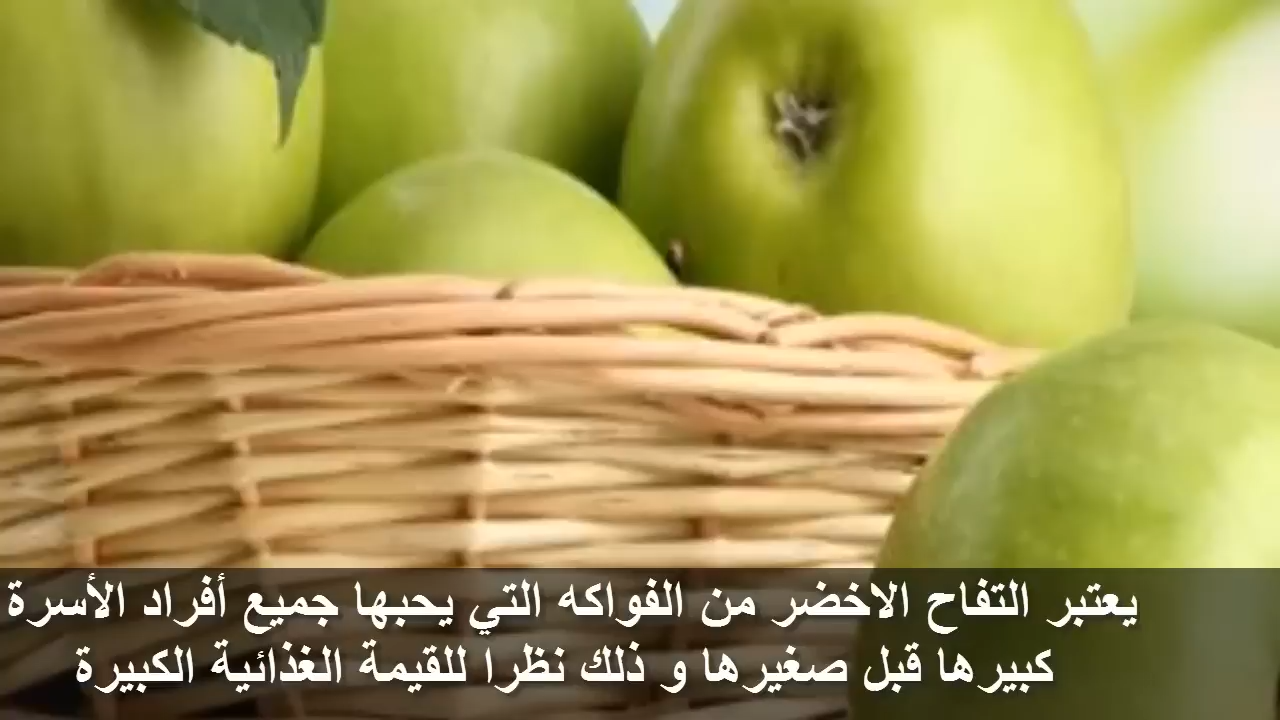 يعتبر التفاح الاخضر من الفواكه التي يحبها جميع أفراد الأسرة
كبيرها قبل صغيرها و ذلك نظرا للقيمة الغذائية الكبيرة